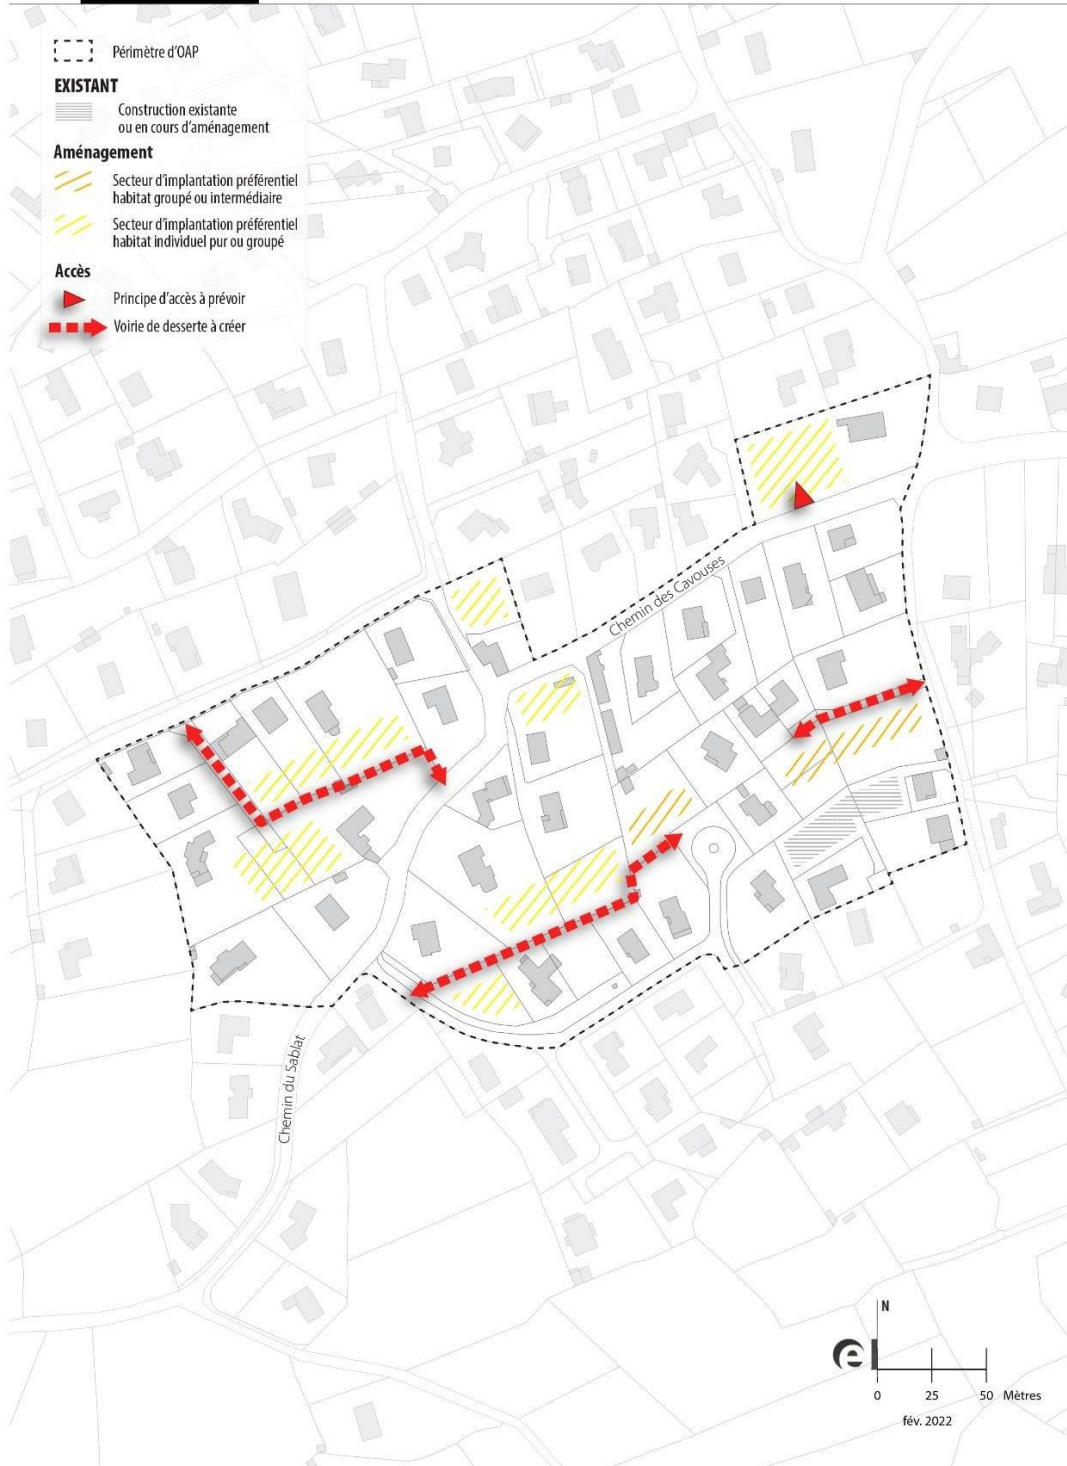 Périmètre d'OAP
EXISTANT
Construction existante
ou en cours d'aménagement
Aménagement
Secteur d'implantation préférentiel
habitat groupé ou intermédiaire
Secteur d'implantation préférentiel
habitat individuel pur ou groupé
Accès
Principe d'accès à prévoir
Voirie de desserte à créer
Chemin des Cavouses
Chemin du Sablat
N
e
0 25 50 Mètres
fév. 2022